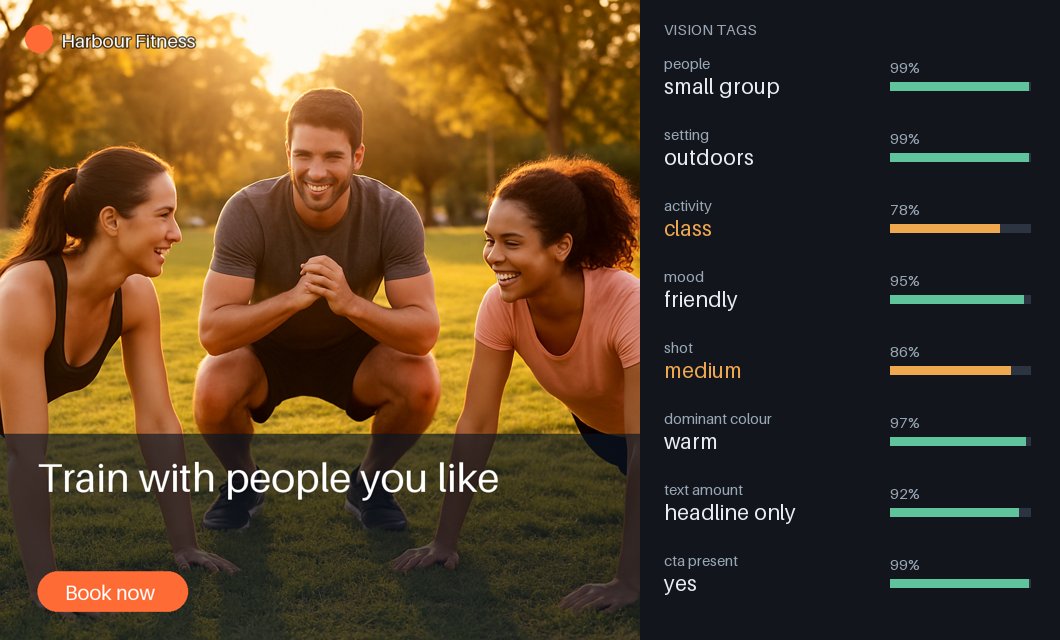 Harbour Fitness
Train with people you like
Book now
VISION TAGS
people
small group
99%
setting
outdoors
99%
activity
class
78%
mood
friendly
95%
shot
medium
86%
dominant colour
warm
97%
text amount
headline only
92%
cta present
yes
99%